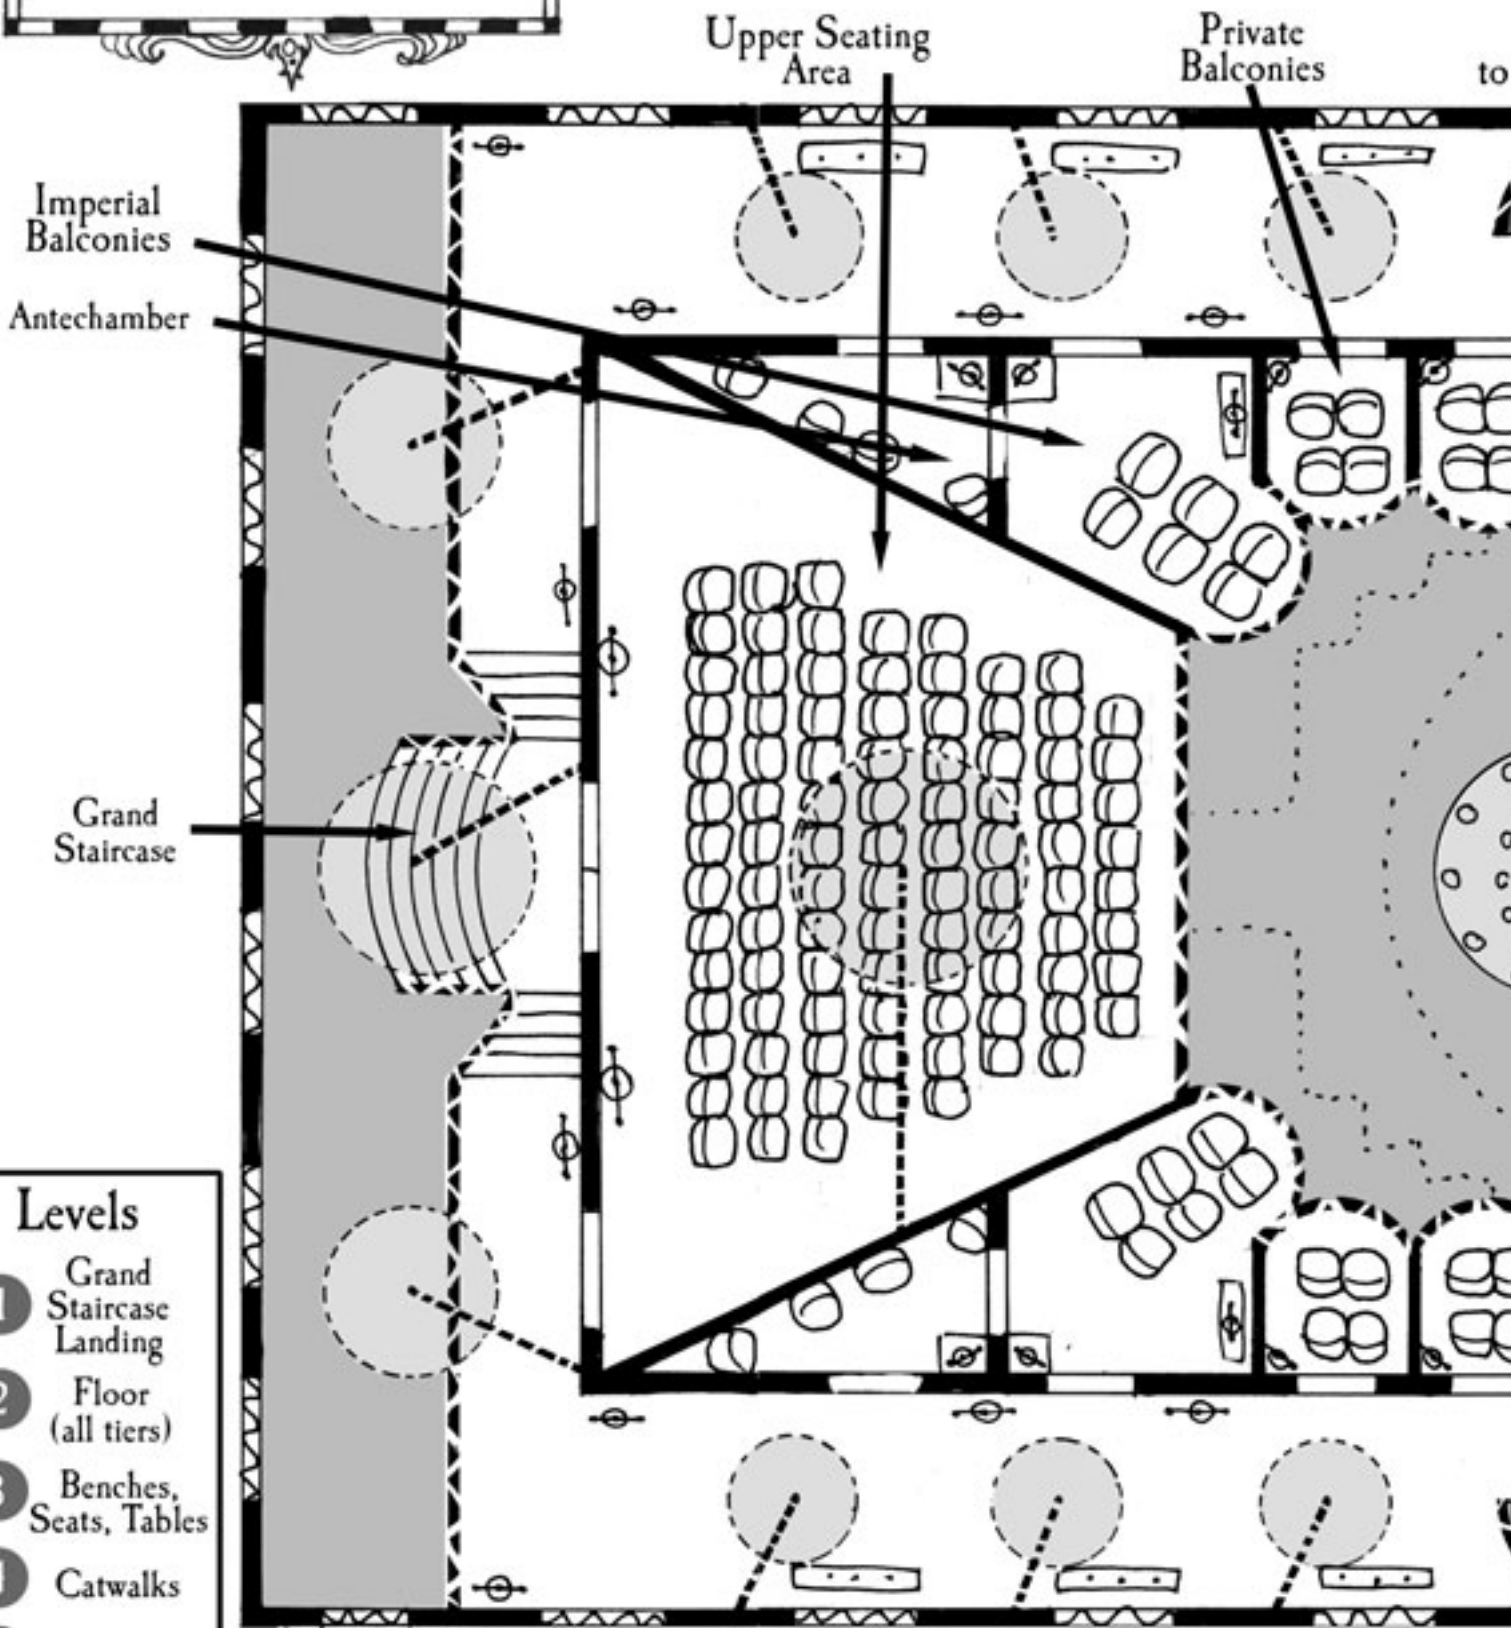 Upper Seating
Area
Private
Balconies
to
Imperial
Balconies
Antechamber
Grand
Staircase
Levels
Grand
Staircase
Landing
2
Floor
(all tiers)
Benches,
Seats, Tables
Catwalks